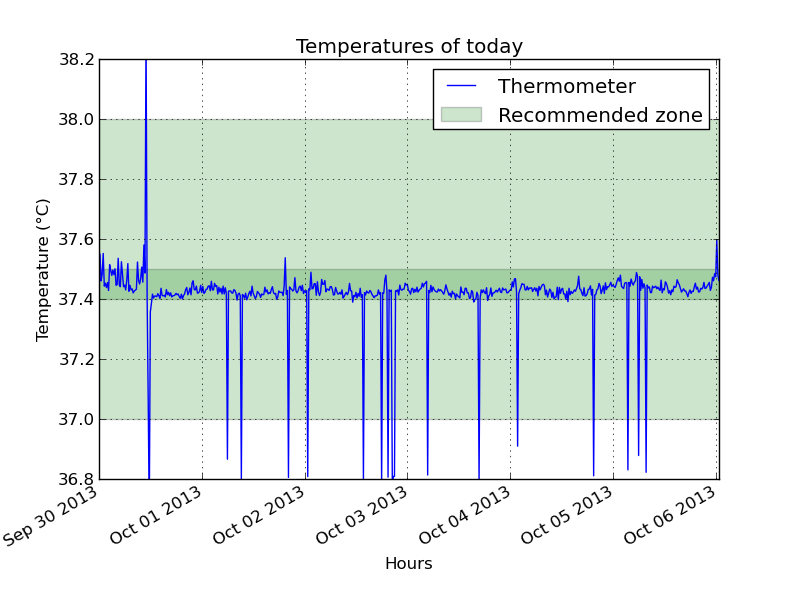 Temperatures of today
Thermometer
Recommended zone
38.2
38.0
37.8
37.6
37.4
37.2
37.0
36.8
Temperature (°C)
Sep 30 2013
Oct 01 2013
Oct 02 2013
Oct 03 2013
Oct 04 2013
Oct 05 2013
Oct 06 2013
Hours